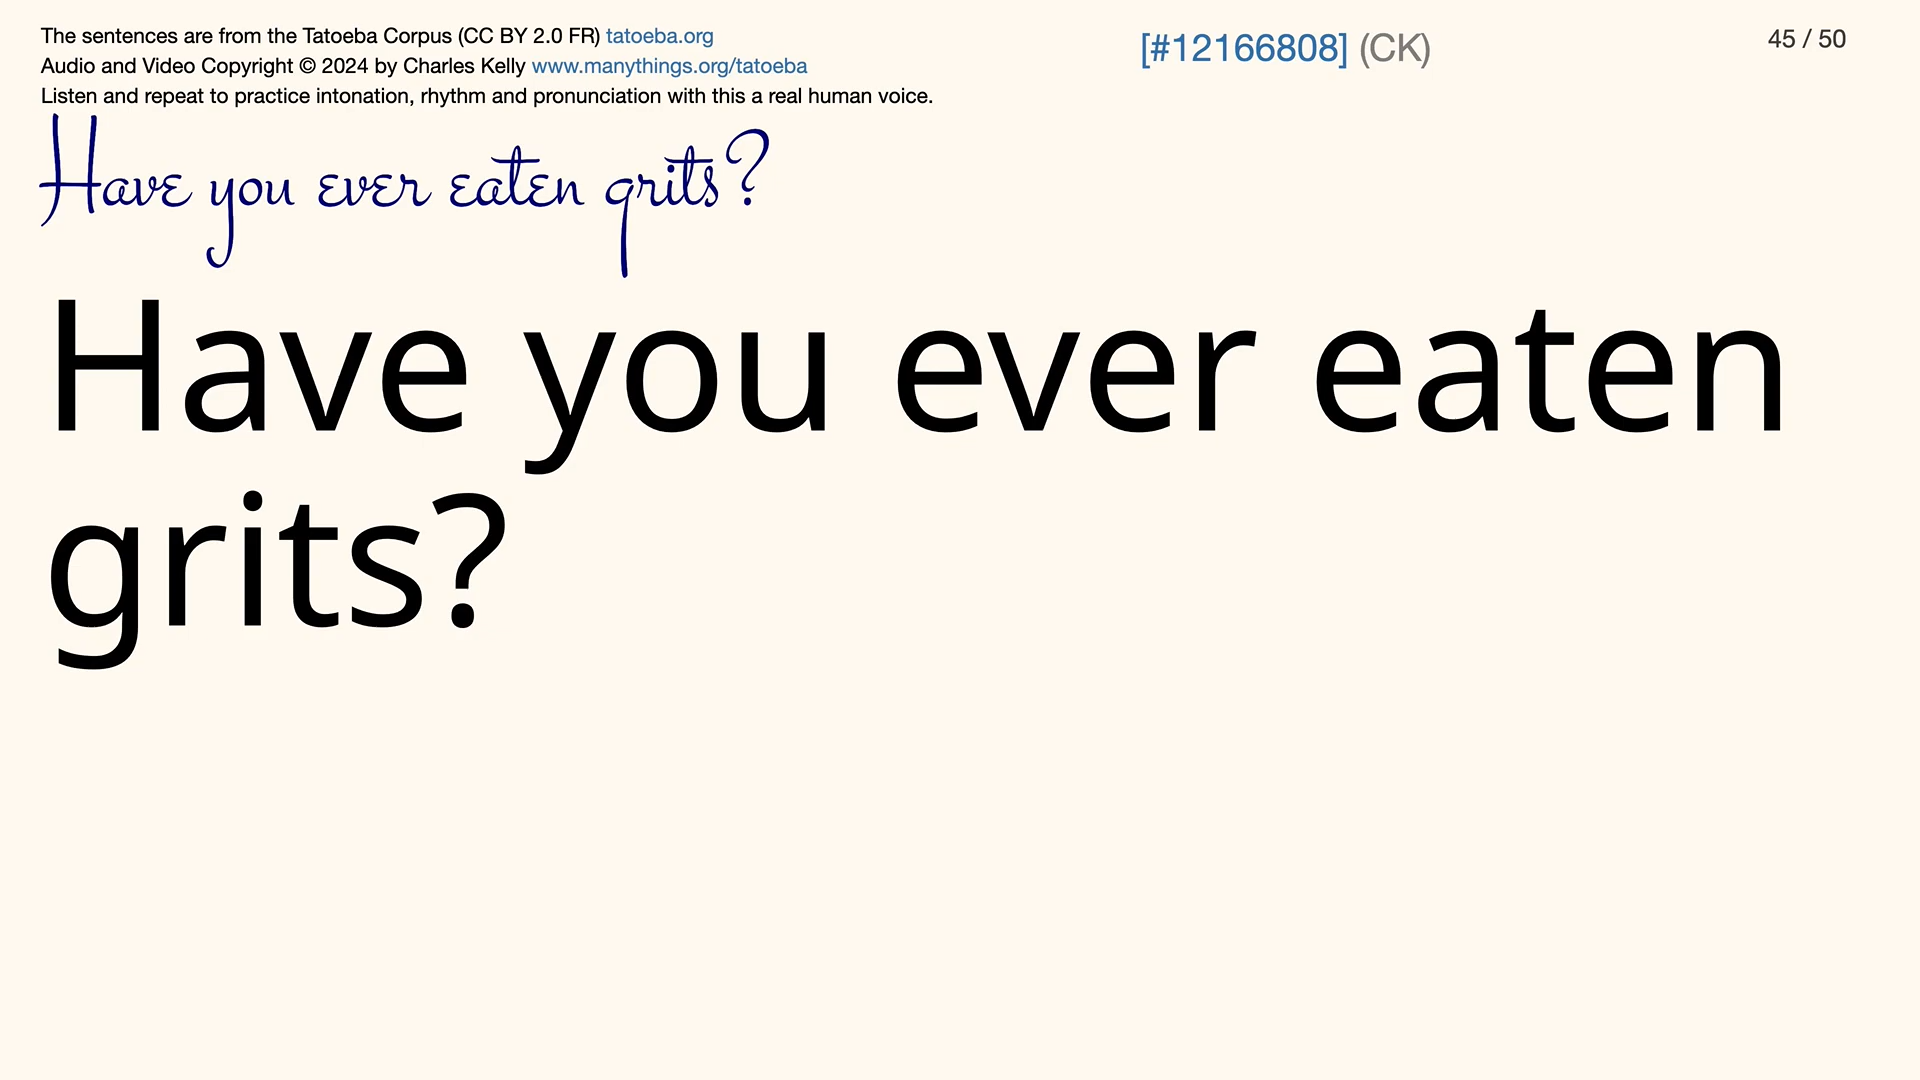 The sentences are from the Tatoeba Corpus (CC BY 2.0 FR) tatoeba.org
Audio and Video Copyright © 2024 by Charles Kelly www.manythings.org/tatoeba
Listen and repeat to practice intonation, rhythm and pronunciation with this a real human voice.
[#12166808] (CK)
45 / 50
Have you ever eaten grits?
Have you ever eaten
grits?